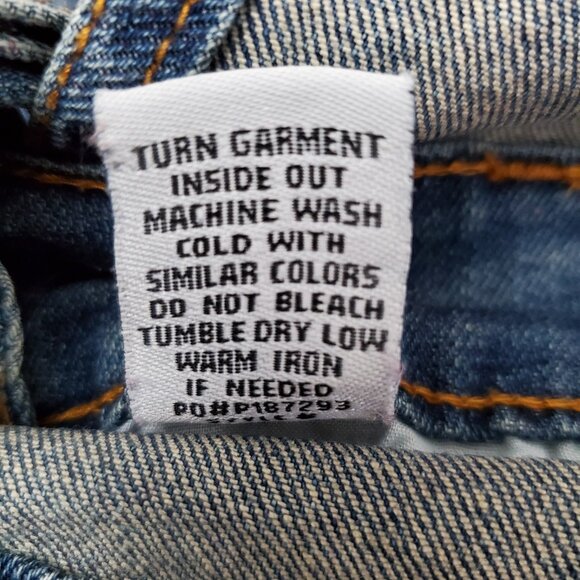 TURN GARMENT
INSIDE OUT
MACHINE WASH
COLD WITH
SIMILAR COLORS
DO NOT BLEACH
TUMBLE DRY LOW
WARM IRON
IF NEEDED
PO#P187293